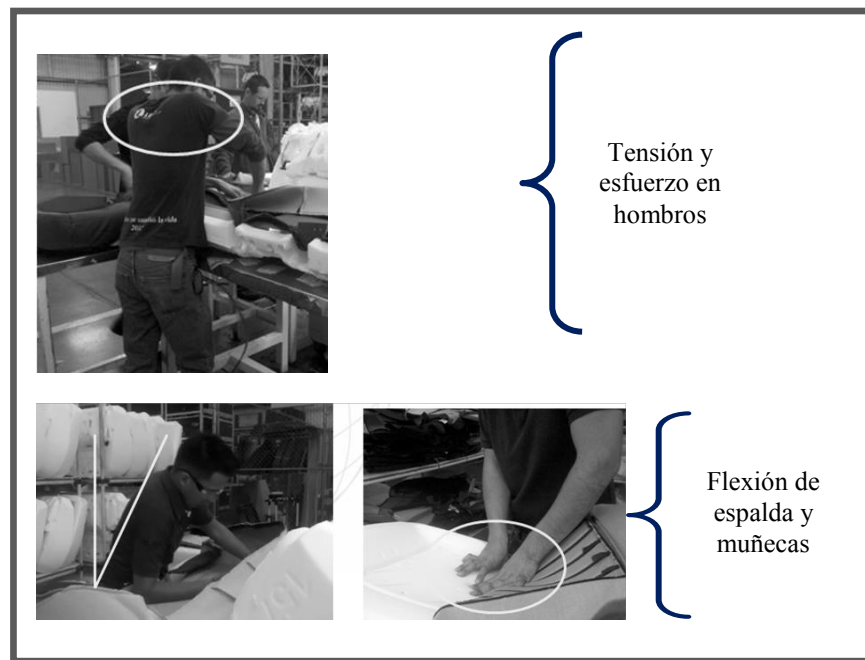 Tensión y
esfuerzo en
hombros
Flexión de
espalda y
muñecas